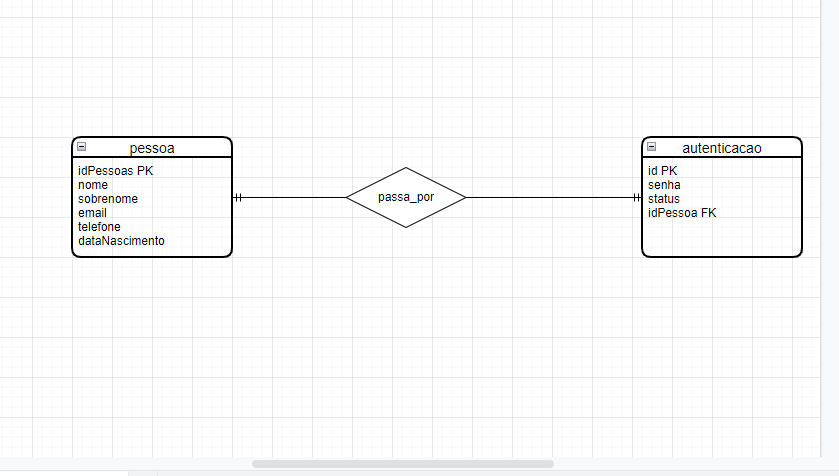 pessoa
idPessoas PK
nome
sobrenome
email
telefone
dataNascimento
passa_por
autenticacao
id PK
senha
status
idPessoa FK